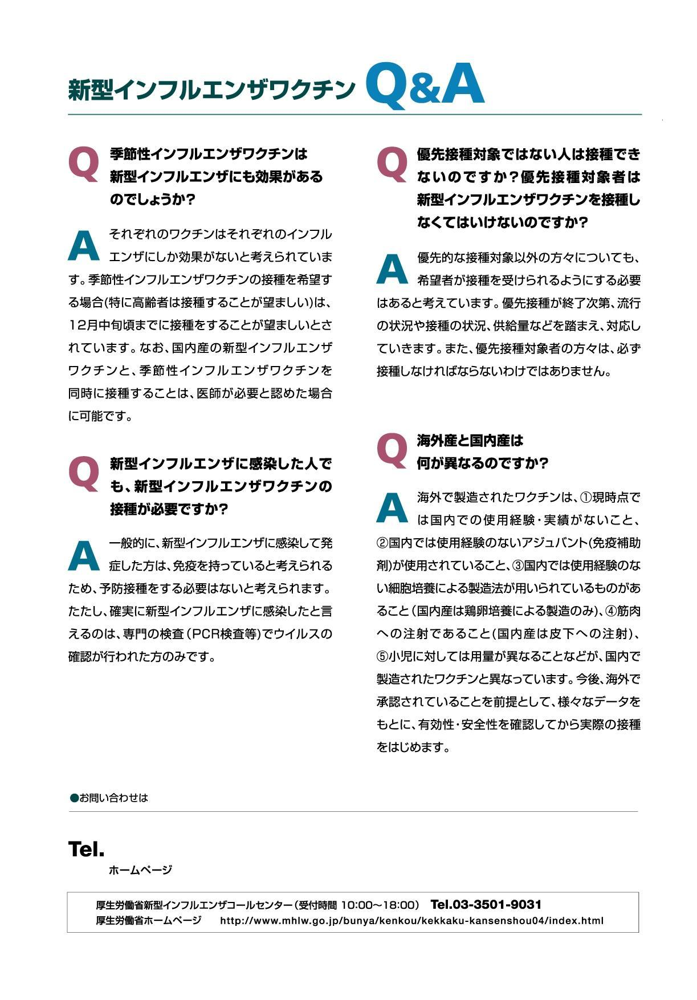 新型インフルエンザワクチン Q&A
Q 季節性インフルエンザワクチンは
新型インフルエンザにも効果がある
のでしょうか?
A それぞれのワクチンはそれぞれのインフル
エンザにしか効果がないと考えられていま
す。季節性インフルエンザワクチンの接種を希望す
る場合(特に高齢者は接種することが望ましい)は、
12月中旬頃までに接種をすることが望ましいとさ
れています。なお、国内産の新型インフルエンザ
ワクチンと、季節性インフルエンザワクチンを
同時に接種することは、医師が必要と認めた場合
に可能です。
Q 新型インフルエンザに感染した人で
も、新型インフルエンザワクチンの
接種が必要ですか?
A 一般的に、新型インフルエンザに感染して発
症した方は、免疫を持っていると考えられる
ため、予防接種をする必要はないと考えられます。
たたし、確実に新型インフルエンザに感染したと言
えるのは、専門の検査(PCR検査等)でウイルスの
確認が行われた方のみです。
Q 優先接種対象ではない人は接種でき
ないのですか?優先接種対象者は
新型インフルエンザワクチンを接種し
なくてはいけないのですか?
A 優先的な接種対象以外の方々についても、
希望者が接種を受けられるようにする必要
はあると考えています。優先接種が終了次第、流行
の状況や接種の状況、供給量などを踏まえ、対応し
ていきます。また、優先接種対象者の方々は、必ず
接種しなければならないわけではありません。
Q 海外産と国内産は
何が異なるのですか?
A 海外で製造されたワクチンは、①現時点で
は国内での使用経験・実績がないこと、
②国内では使用経験のないアジュバント(免疫補助
剤)が使用されていること、③国内では使用経験のな
い細胞培養による製造法が用いられているものがあ
ること(国内産は鶏卵培養による製造のみ)、④筋肉
への注射であること(国内産は皮下への注射)、
⑤小児に対しては用量が異なることなどが、国内で
製造されたワクチンと異なっています。今後、海外で
承認されていることを前提として、様々なデータを
もとに、有効性・安全性を確認してから実際の接種
をはじめます。
●お問い合わせは
Tel.
ホームページ
厚生労働省新型インフルエンザコールセンター(受付時間 10:00〜18:00) Tel.03-3501-9031
厚生労働省ホームページ http://www.mhlw.go.jp/bunya/kenkou/kekkaku-kansenshou04/index.html